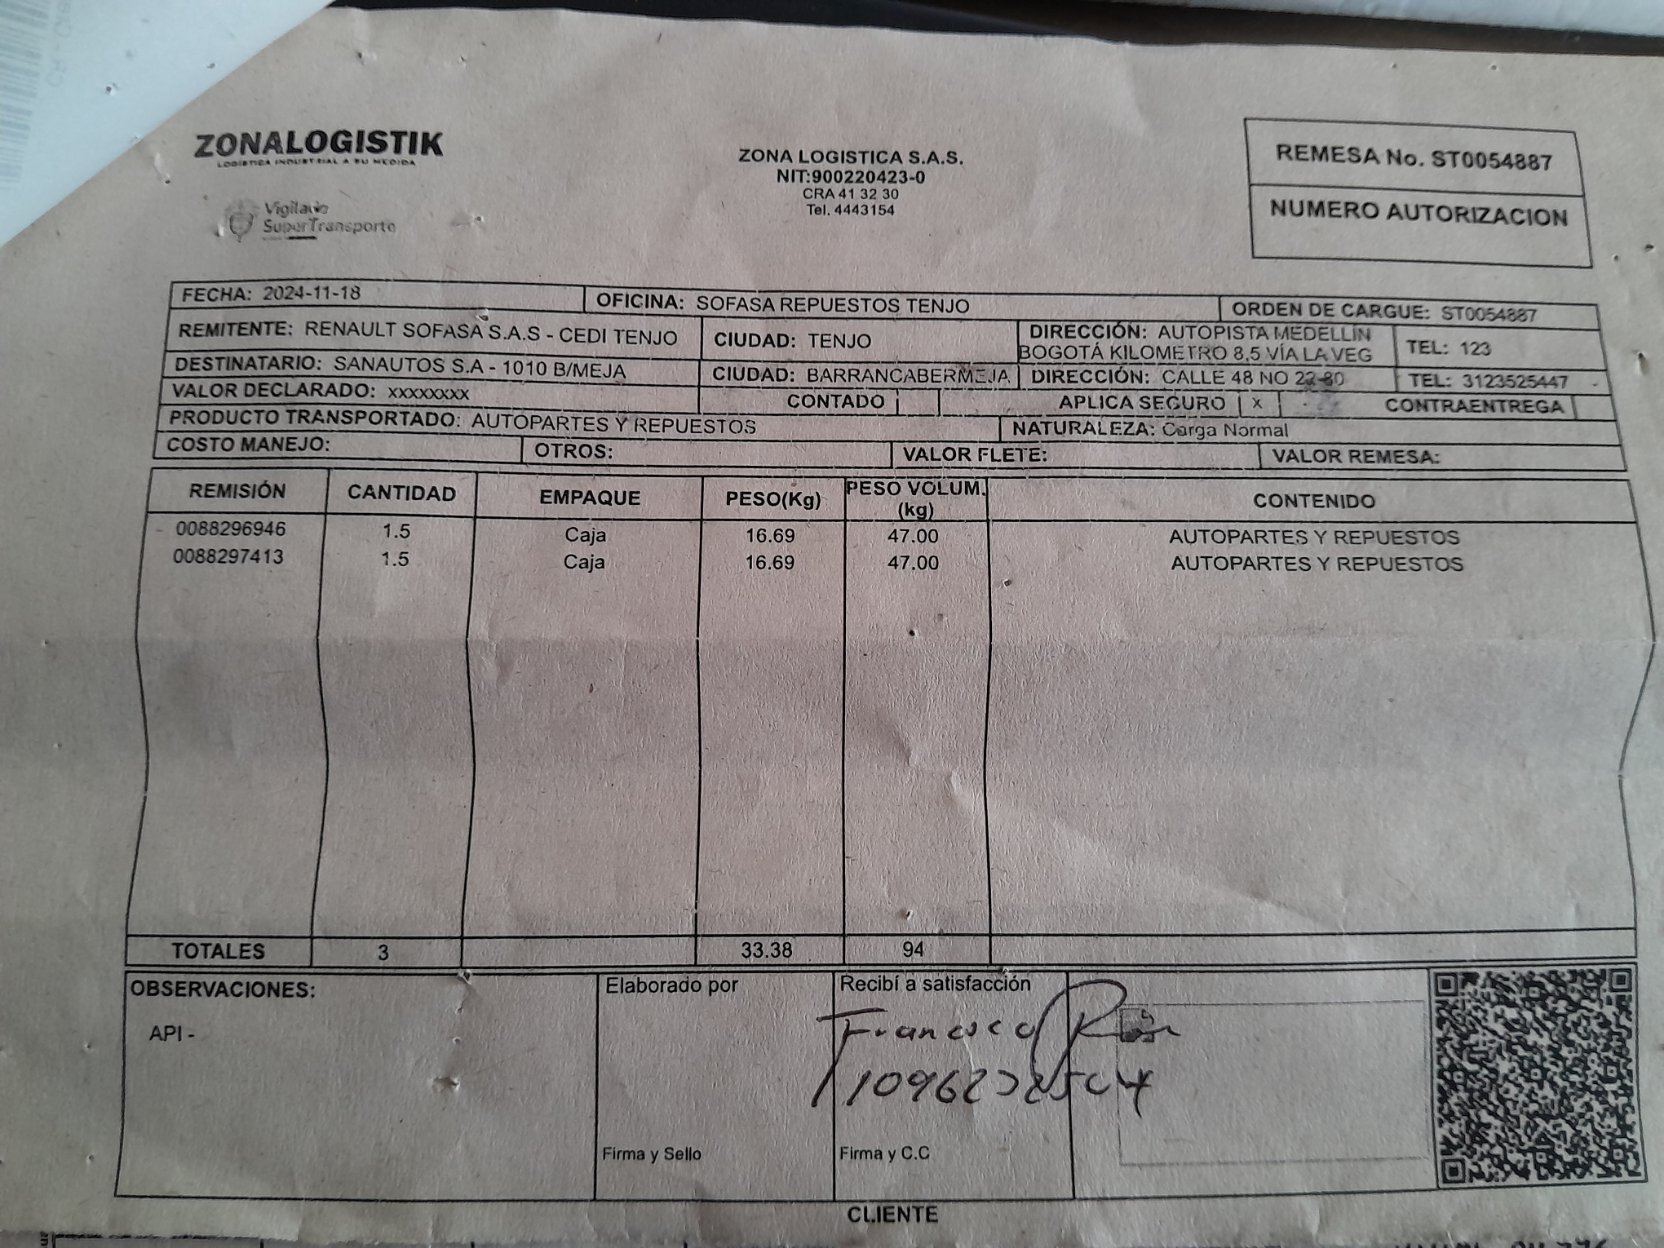 ZONALOGISTIK
LOGISTICA INDUSTRIAL A SU MEDIDA
Vigilado
SuperTransporte
ZONA LOGISTICA S.A.S.
NIT:900220423-0
CRA 41 32 30
Tel. 4443154
REMESA No. ST0054887
NUMERO AUTORIZACION
FECHA: 2024-11-18 OFICINA: SOFASA REPUESTOS TENJO ORDEN DE CARGUE: ST0054887
REMITENTE: RENAULT SOFASA S.A.S - CEDI TENJO CIUDAD: TENJO DIRECCIÓN: AUTOPISTA MEDELLIN
BOGOTÁ KILOMETRO 8,5 VÍA LA VEG TEL: 123
DESTINATARIO: SANAUTOS S.A - 1010 B/MEJA CIUDAD: BARRANCABERMEJA DIRECCIÓN: CALLE 48 NO 22-80 TEL: 3123525447
VALOR DECLARADO: xxxxxxxx CONTADO APLICA SEGURO x CONTRAENTREGA
PRODUCTO TRANSPORTADO: AUTOPARTES Y REPUESTOS NATURALEZA: Carga Normal
COSTO MANEJO: OTROS: VALOR FLETE: VALOR REMESA:
REMISIÓN CANTIDAD EMPAQUE PESO(Kg) PESO VOLUM. (kg) CONTENIDO
0088296946 1.5 Caja 16.69 47.00 AUTOPARTES Y REPUESTOS
0088297413 1.5 Caja 16.69 47.00 AUTOPARTES Y REPUESTOS
TOTALES 3 33.38 94
OBSERVACIONES: Elaborado por Recibí a satisfacción
API -
Francisco
Firma y Sello Firma y C.C
CLIENTE